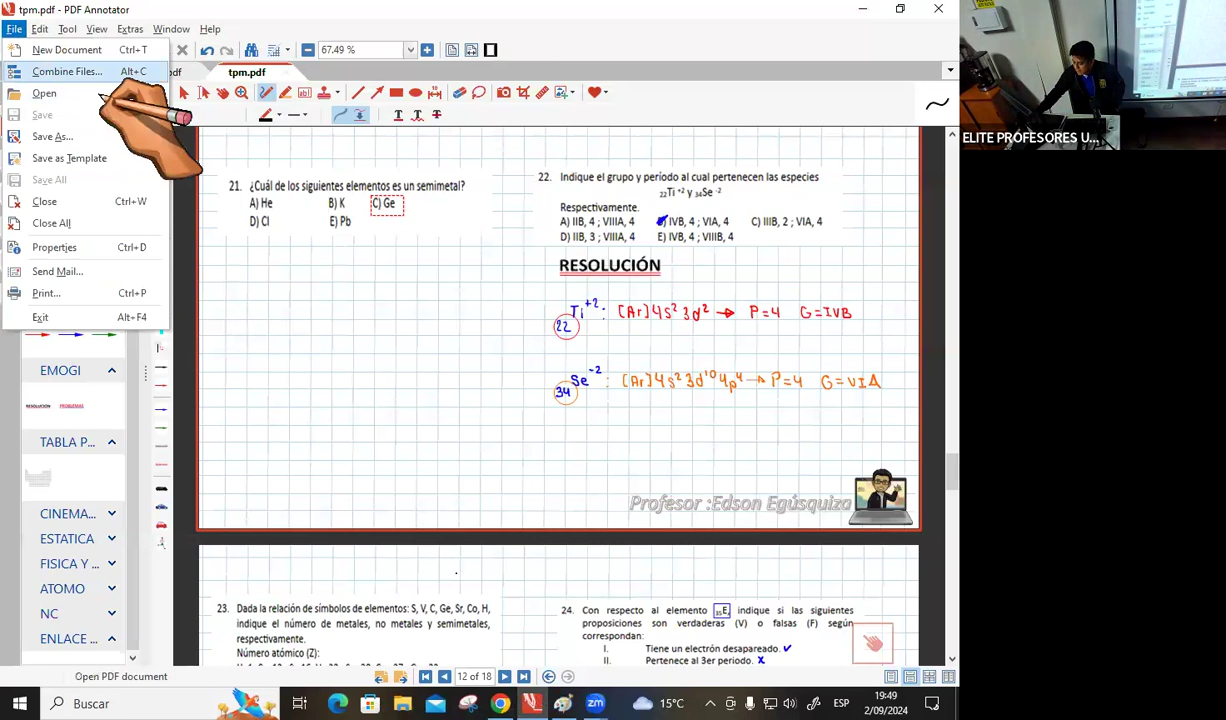 tpm.pdf - PDF Annotator
File Edit Tool View Extras Window Help
New Document Ctrl+T
67.49 %
Combine Files... Alt+C
pdf
tpm.pdf
Open
Save
Save As...
Save as Template
Save All
Close Ctrl+W
Close All
Properties Ctrl+D
Send Mail...
Print... Ctrl+P
Exit Alt+F4
EMOGI
RESOLUCIÓN PROBLEMAS
TABLA P...
CINEMA...
ESTATICA
FISICA Y ...
ATOMO
NC
ENLACE ...
21. ¿Cuál de los siguientes elementos es un semimetal?
A) He B) K C) Ge
D) Cl E) Pb
22. Indique el grupo y período al cual pertenecen las especies
22Ti +2 y 34Se -2
Respectivamente.
A) IIB, 4 ; VIIIA, 4 B) IVB, 4 ; VIA, 4 C) IIIB, 2 ; VIA, 4
D) IIB, 3 ; VIIIA, 4 E) IVB, 4 ; VIIIB, 4
RESOLUCIÓN
22 Ti+2 : [Ar]4s2 3d2 → P=4 G=IVB
34 Se-2 : [Ar]4s2 3d10 4p4 → P=4 G=VIA
Profesor :Edson Egúsquiza
23. Dada la relación de símbolos de elementos: S, V, C, Ge, Sr, Co, H,
indique el número de metales, no metales y semimetales,
respectivamente.
Número atómico (Z):
24. Con respecto al elemento 35E, indique si las siguientes
proposiciones son verdaderas (V) o falsas (F) según
correspondan:
I. Tiene un electrón desapareado.
II. Pertenece al 3er periodo.
ELITE PROFESORES U...
Open PDF document
12 of 18
Buscar
zm
15°C
ESP
19:49
2/09/2024